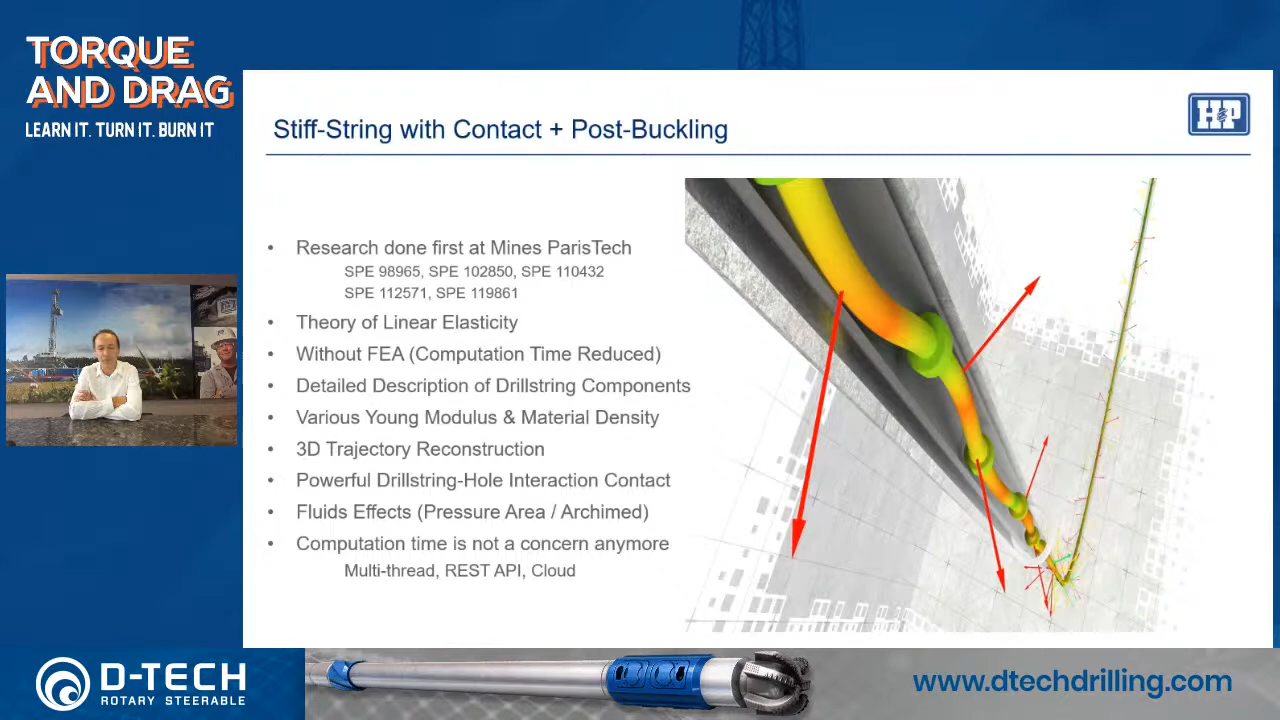 TORQUE
AND DRAG
LEARN IT. TURN IT. BURN IT
Stiff-String with Contact + Post-Buckling
H&P
• Research done first at Mines ParisTech
SPE 98965, SPE 102850, SPE 110432
SPE 112571, SPE 119861
• Theory of Linear Elasticity
• Without FEA (Computation Time Reduced)
• Detailed Description of Drillstring Components
• Various Young Modulus & Material Density
• 3D Trajectory Reconstruction
• Powerful Drillstring-Hole Interaction Contact
• Fluids Effects (Pressure Area / Archimed)
• Computation time is not a concern anymore
Multi-thread, REST API, Cloud
D-TECH
ROTARY STEERABLE
www.dtechdrilling.com